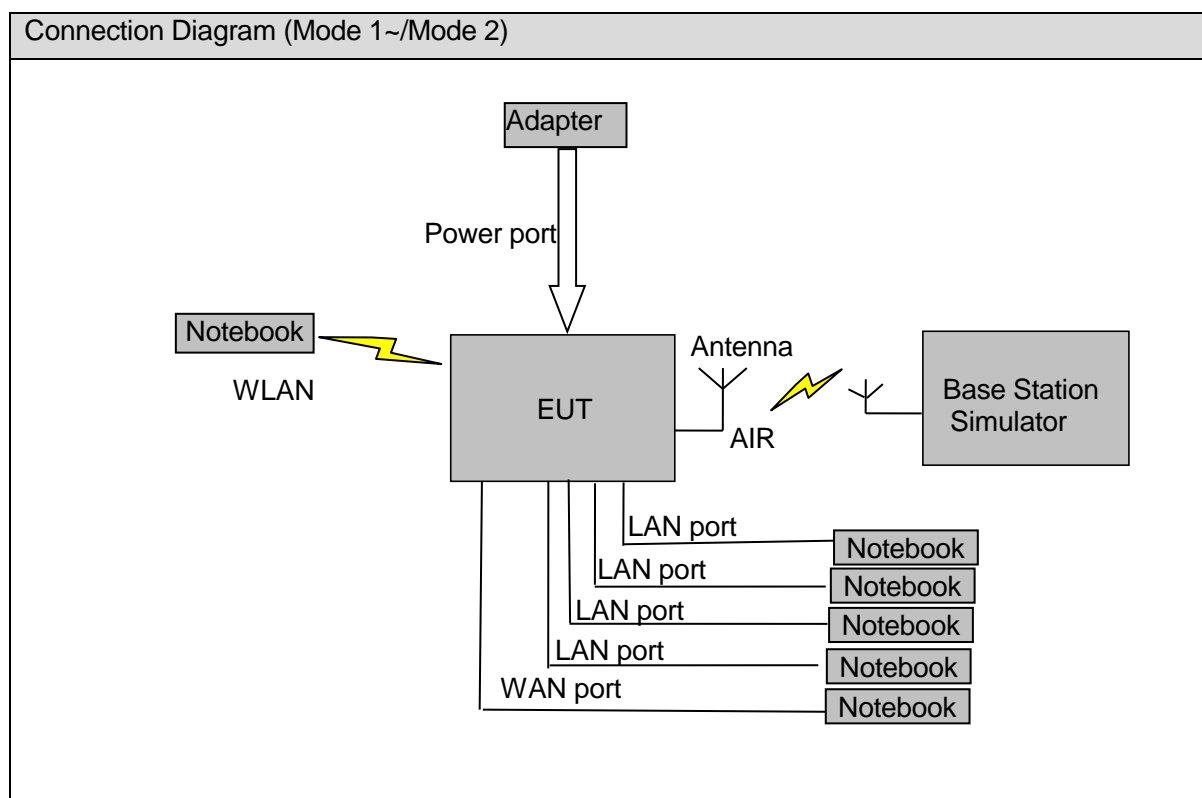 Connection Diagram (Mode 1~/Mode 2)
Adapter
Power port
Notebook
WLAN
EUT
Antenna
AIR
Base Station
Simulator
LAN port
Notebook
LAN port
Notebook
LAN port
Notebook
LAN port
Notebook
WAN port
Notebook